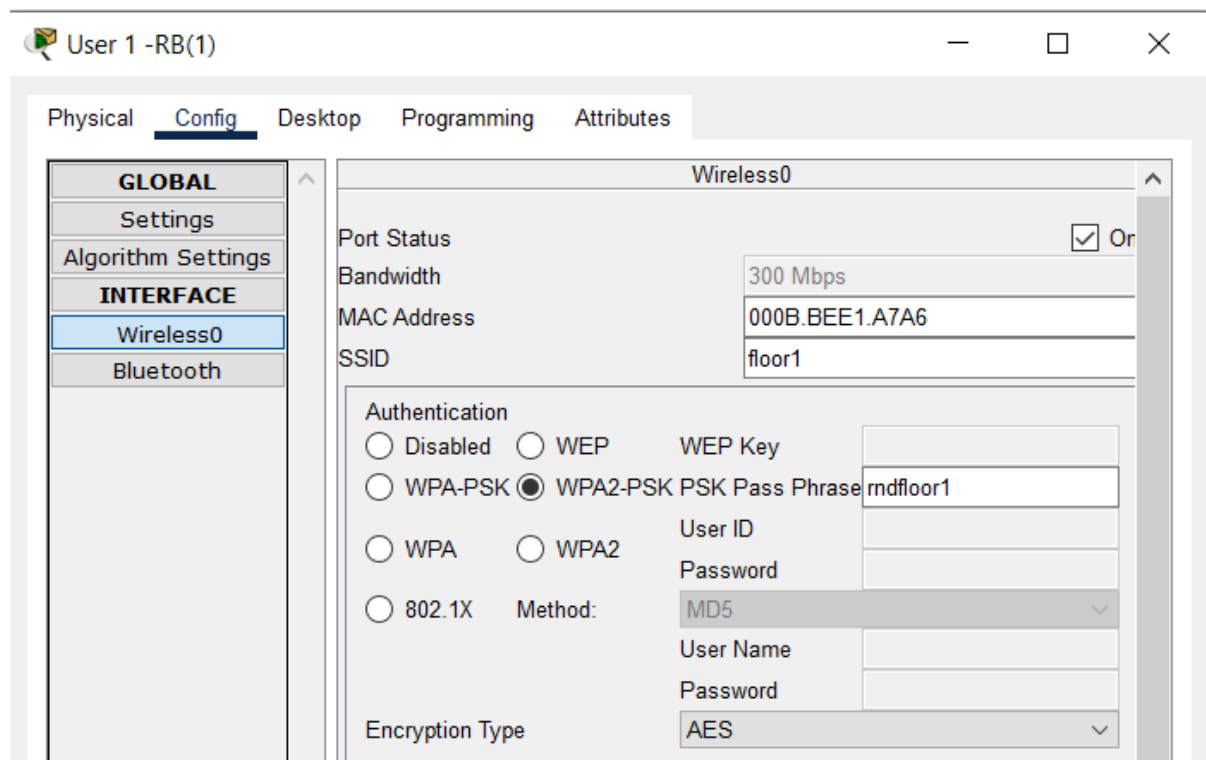 User 1 -RB(1)
Physical Config Desktop Programming Attributes
GLOBAL
Settings
Algorithm Settings
INTERFACE
Wireless0
Bluetooth
Wireless0
Port Status On
Bandwidth 300 Mbps
MAC Address 000B.BEE1.A7A6
SSID floor1
Authentication
Disabled WEP WEP Key
WPA-PSK WPA2-PSK PSK Pass Phrase rndfloor1
User ID
WPA WPA2
Password
802.1X Method: MD5
User Name
Password
Encryption Type AES